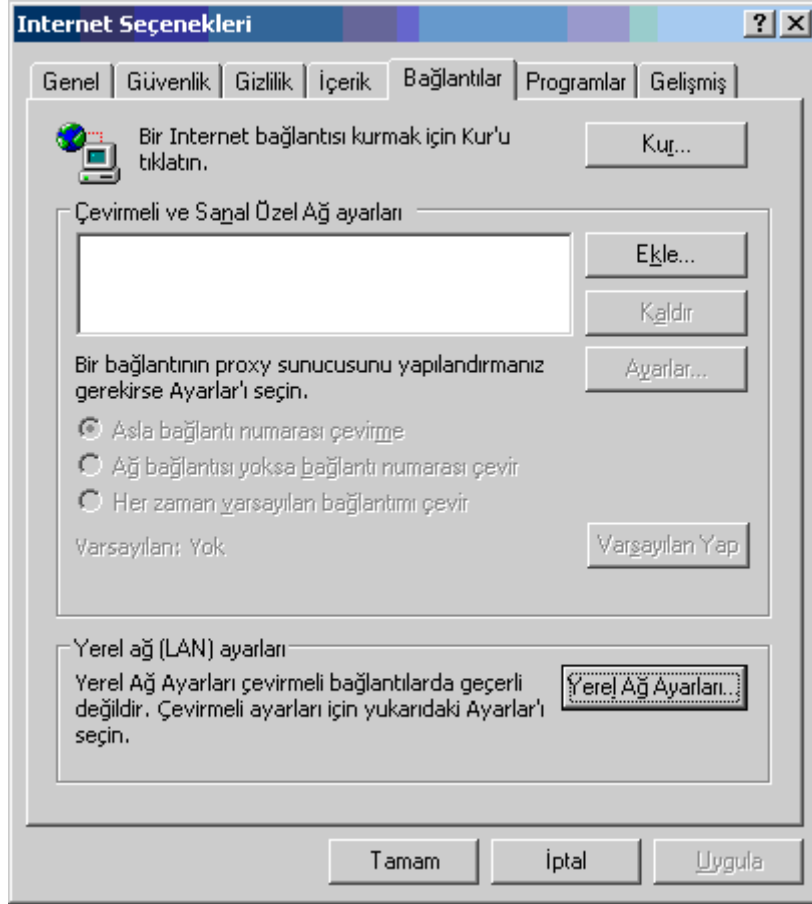 Internet Seçenekleri
Genel Güvenlik Gizlilik İçerik Bağlantılar Programlar Gelişmiş
Bir Internet bağlantısı kurmak için Kur'u
tıklatın.
Kur...
Çevirmeli ve Sanal Özel Ağ ayarları
Ekle...
Kaldır
Bir bağlantının proxy sunucusunu yapılandırmanız
gerekirse Ayarlar'ı seçin.
Ayarlar...
Asla bağlantı numarası çevirme
Ağ bağlantısı yoksa bağlantı numarası çevir
Her zaman varsayılan bağlantımı çevir
Varsayılan: Yok
Varsayılan Yap
Yerel ağ (LAN) ayarları
Yerel Ağ Ayarları çevirmeli bağlantılarda geçerli
değildir. Çevirmeli ayarları için yukarıdaki Ayarlar'ı
seçin.
Yerel Ağ Ayarları...
Tamam İptal Uygula